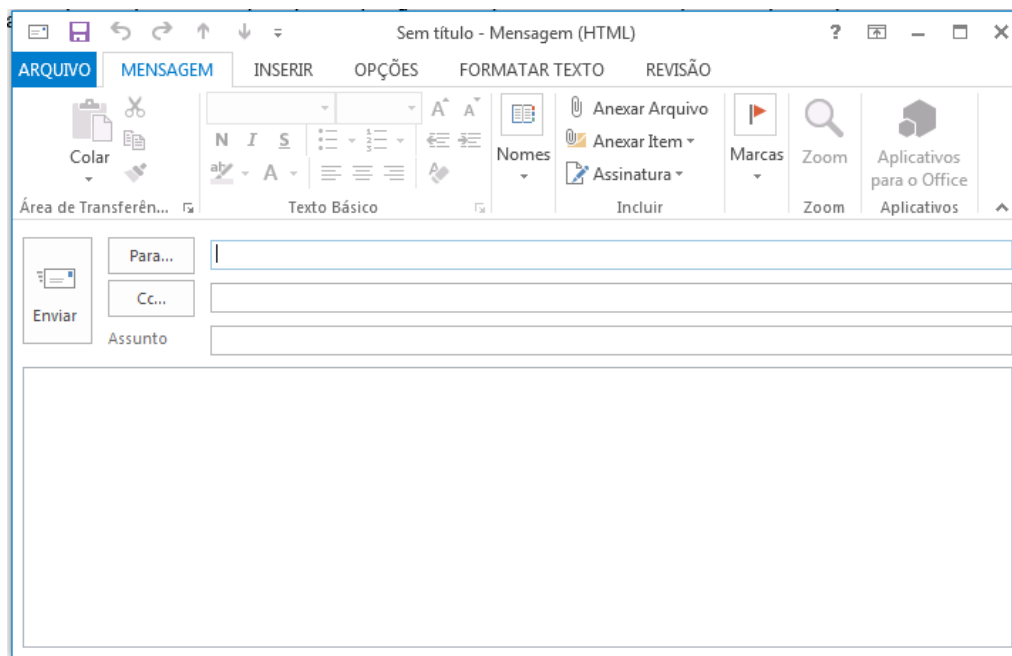 Sem título - Mensagem (HTML) ?
ARQUIVO MENSAGEM INSERIR OPÇÕES FORMATAR TEXTO REVISÃO
Colar
N I S
A A
aby A
Nomes
Anexar Arquivo
Anexar Item
Assinatura
Marcas
Zoom
Aplicativos
para o Office
Área de Transferên... Texto Básico Incluir Zoom Aplicativos
Enviar
Para...
Cc...
Assunto